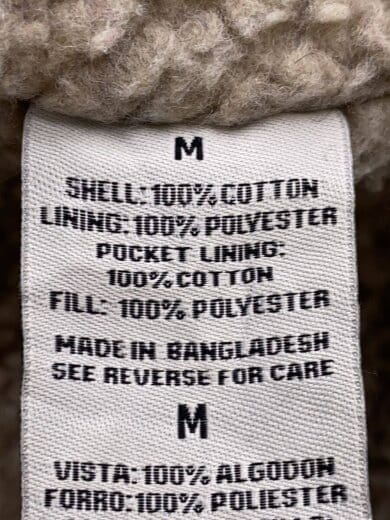 M
SHELL: 100% COTTON
LINING: 100% POLYESTER
POCKET LINING:
100% COTTON
FILL: 100% POLYESTER
MADE IN BANGLADESH
SEE REVERSE FOR CARE
M
VISTA: 100% ALGODON
FORRO: 100% POLIESTER